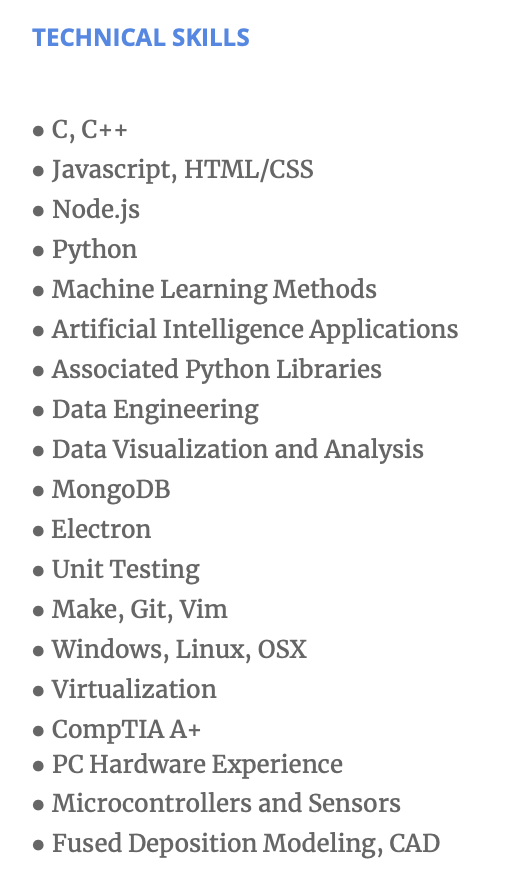 TECHNICAL SKILLS
● C, C++
● Javascript, HTML/CSS
● Node.js
● Python
● Machine Learning Methods
● Artificial Intelligence Applications
● Associated Python Libraries
● Data Engineering
● Data Visualization and Analysis
● MongoDB
● Electron
● Unit Testing
● Make, Git, Vim
● Windows, Linux, OSX
● Virtualization
● CompTIA A+
● PC Hardware Experience
● Microcontrollers and Sensors
● Fused Deposition Modeling, CAD